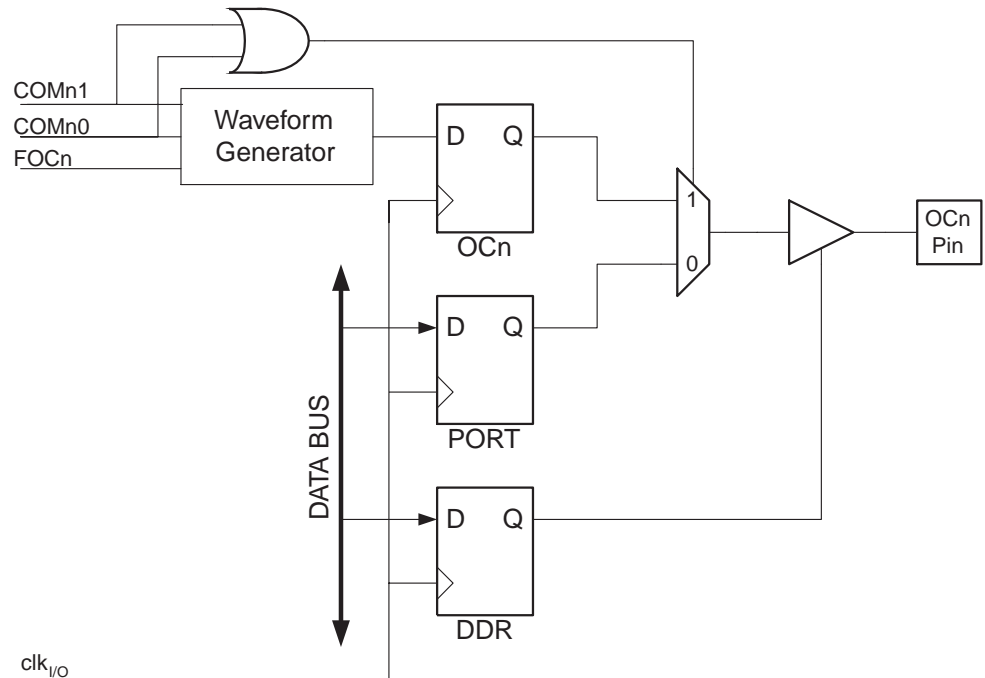 COMn1
COMn0
FOCn
Waveform
Generator
D Q
OCn
1
0
OCn
Pin
D Q
PORT
DATA BUS
D Q
DDR
clkI/O